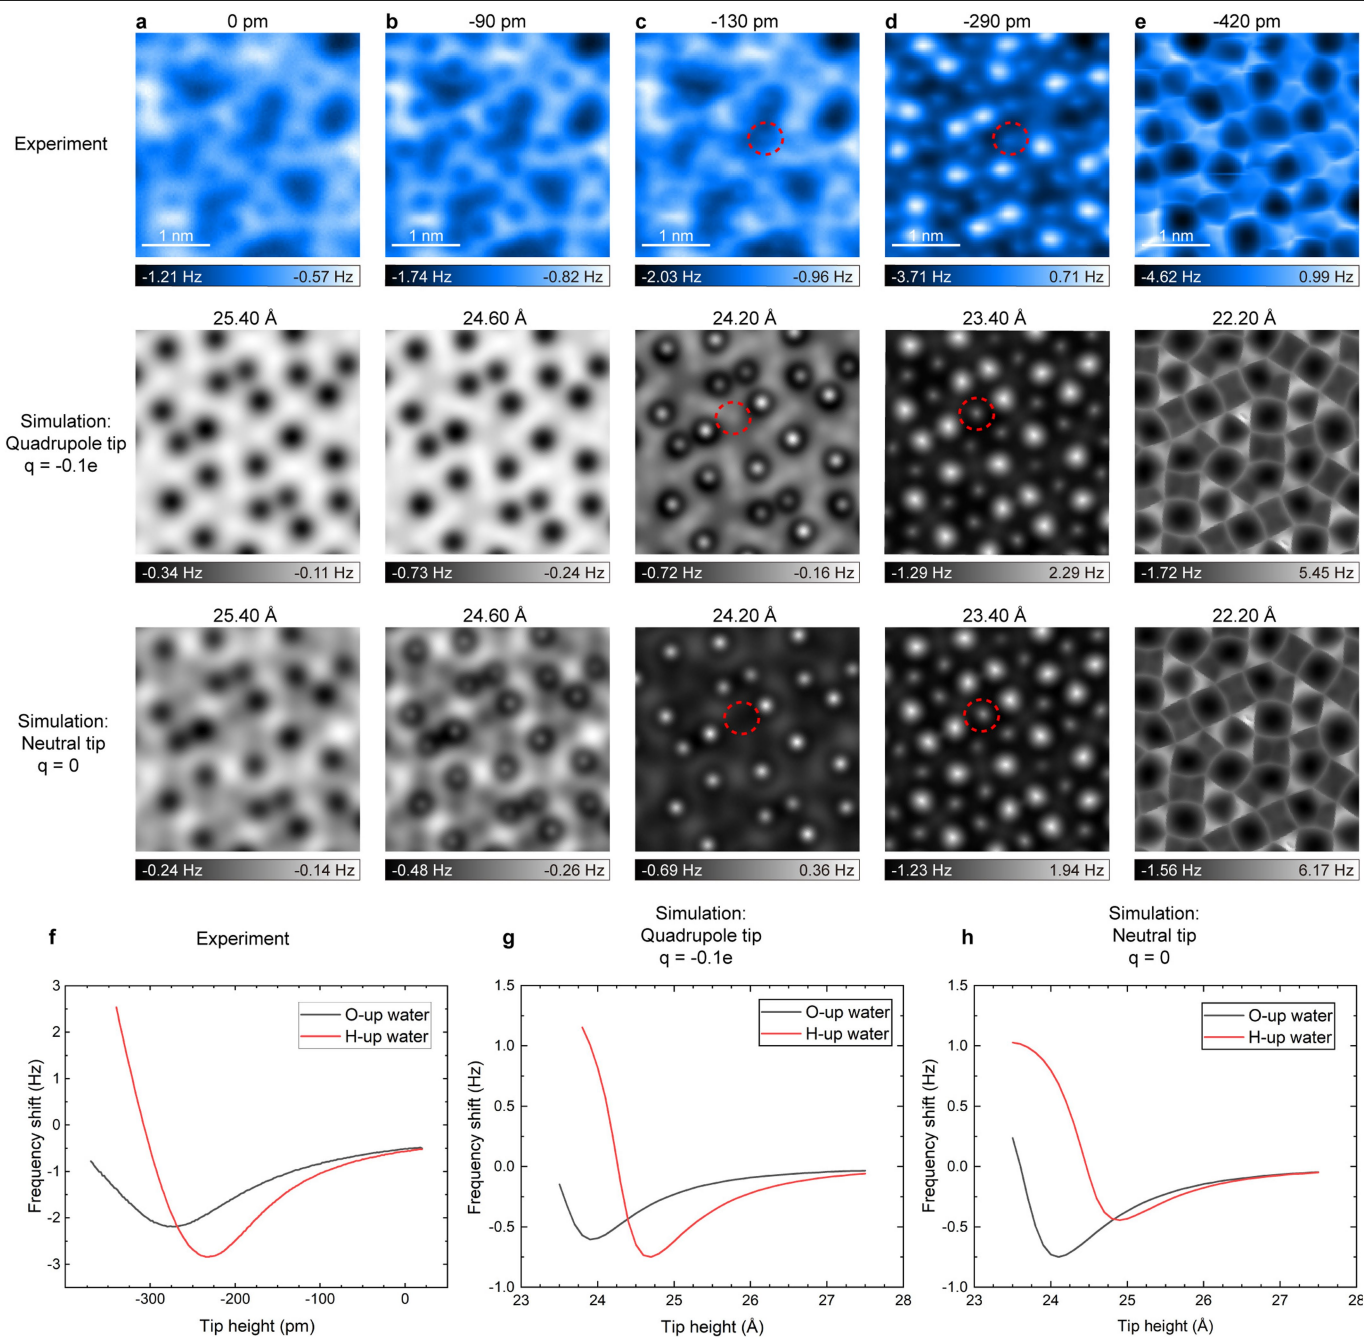 a 0 pm b -90 pm c -130 pm d -290 pm e -420 pm
Experiment
1 nm 1 nm 1 nm 1 nm 1 nm
-1.21 Hz -0.57 Hz -1.74 Hz -0.82 Hz -2.03 Hz -0.96 Hz -3.71 Hz 0.71 Hz -4.62 Hz 0.99 Hz
25.40 Å 24.60 Å 24.20 Å 23.40 Å 22.20 Å
Simulation:
Quadrupole tip
q = -0.1e
-0.34 Hz -0.11 Hz -0.73 Hz -0.24 Hz -0.72 Hz -0.16 Hz -1.29 Hz 2.29 Hz -1.72 Hz 5.45 Hz
25.40 Å 24.60 Å 24.20 Å 23.40 Å 22.20 Å
Simulation:
Neutral tip
q = 0
-0.24 Hz -0.14 Hz -0.48 Hz -0.26 Hz -0.69 Hz 0.36 Hz -1.23 Hz 1.94 Hz -1.56 Hz 6.17 Hz
f Experiment
3
2
1
0
-1
-2
-3
Frequency shift (Hz)
O-up water
H-up water
-300 -200 -100 0
Tip height (pm)
g
Simulation:
Quadrupole tip
q = -0.1e
1.5
1.0
0.5
0.0
-0.5
-1.0
Frequency shift (Hz)
O-up water
H-up water
23 24 25 26 27 28
Tip height (Å)
h
Simulation:
Neutral tip
q = 0
1.5
1.0
0.5
0.0
-0.5
-1.0
Frequency shift (Hz)
O-up water
H-up water
23 24 25 26 27 28
Tip height (Å)